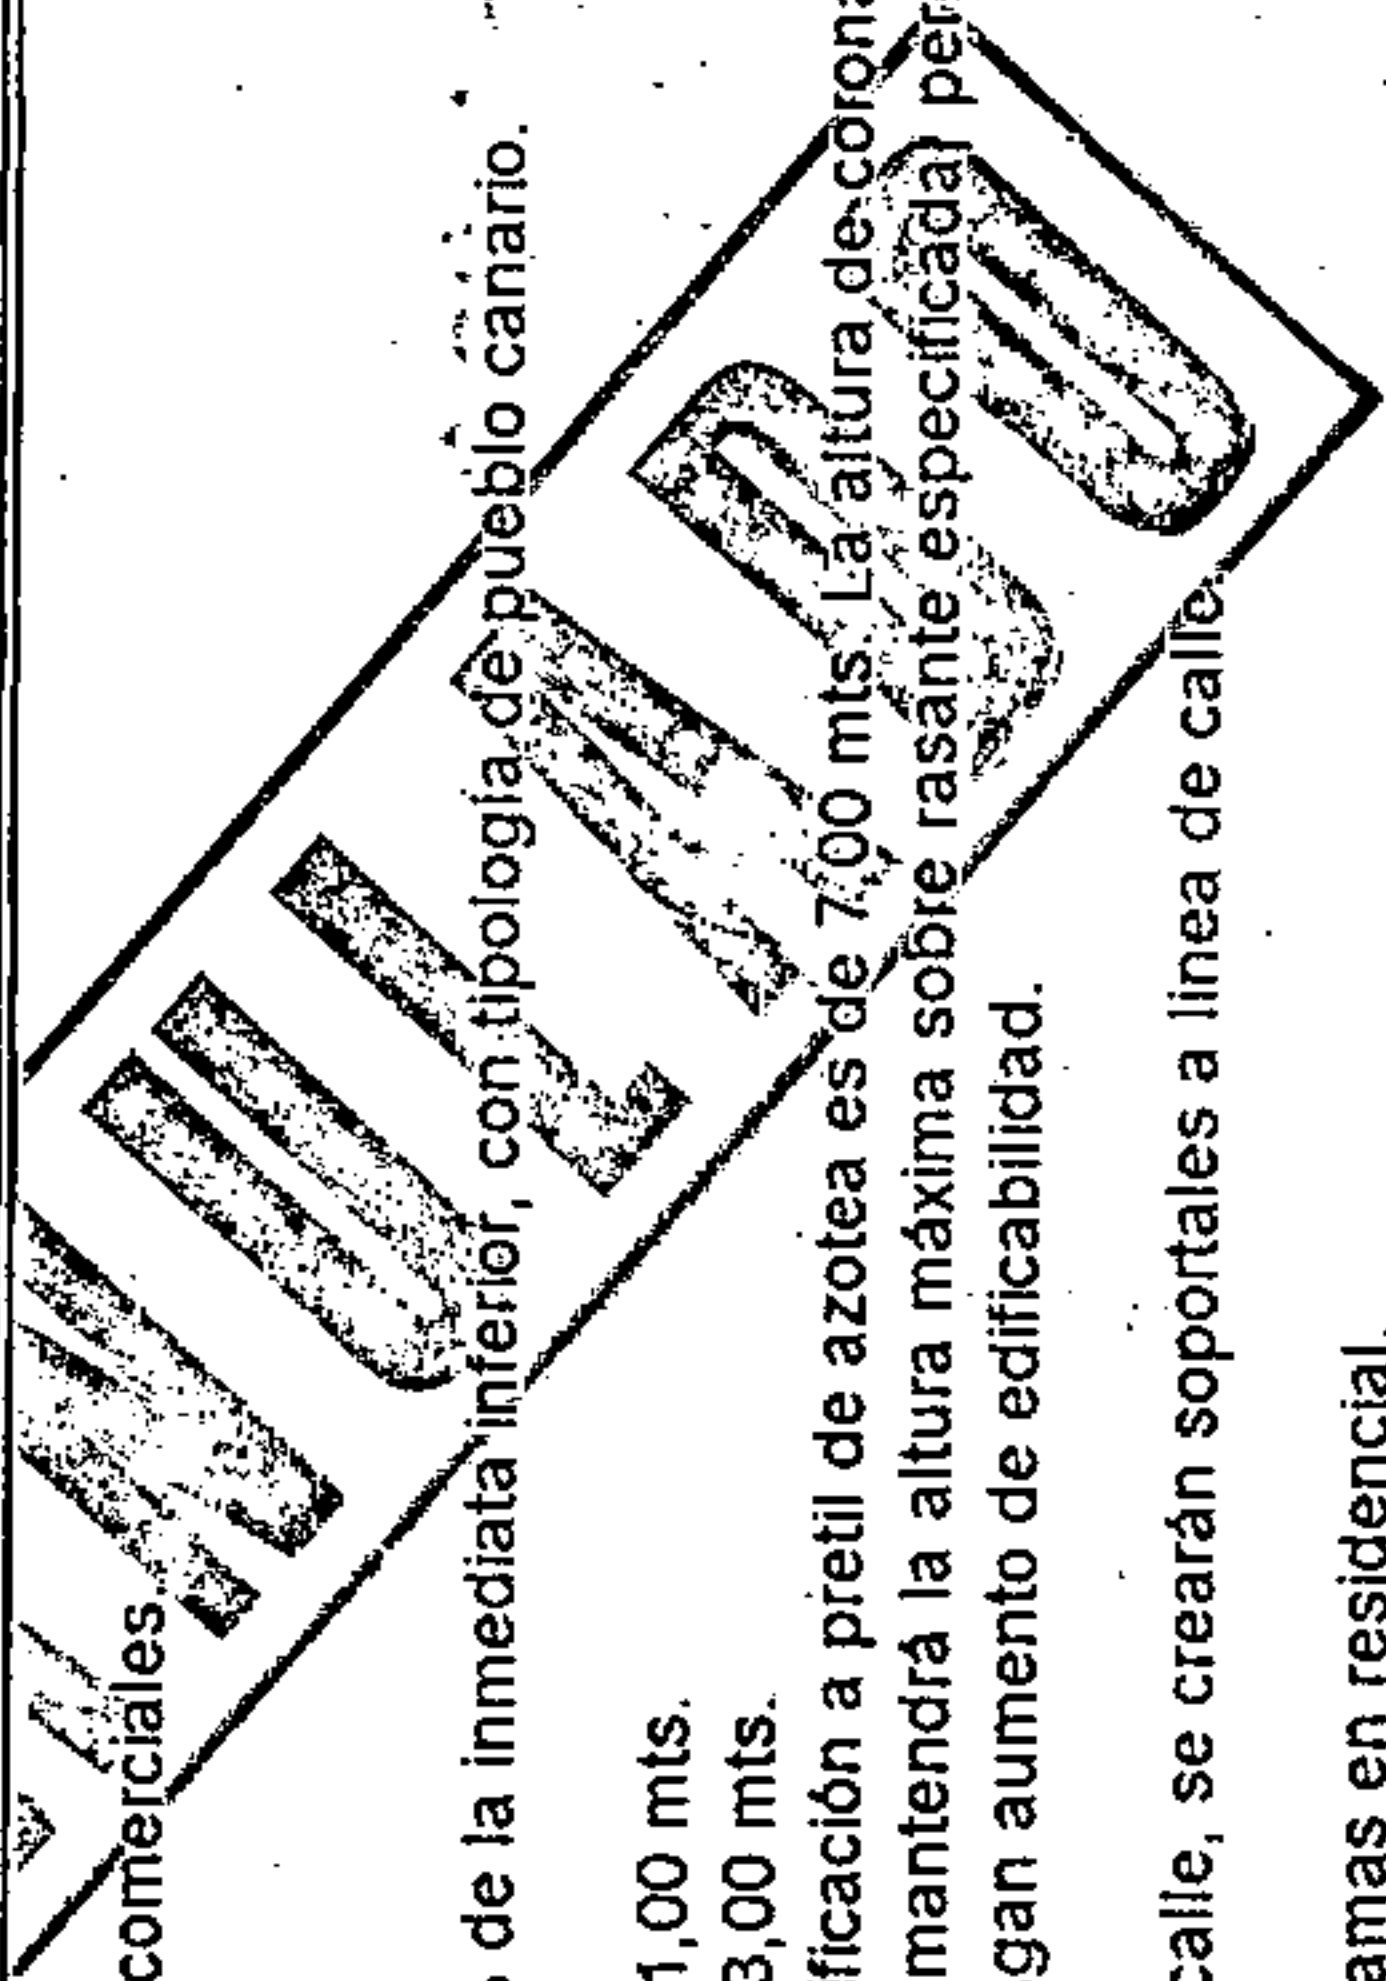 comerciales.
de la inmediata inferior, con tipología de pueblo canario.
1,00 mts.
3,00 mts.
ficación a pretil de azotea es de 7,00 mts. La altura de corona
mantendrá la altura máxima sobre rasante especificada, per
gan aumento de edificabilidad.
calle, se crearán soportales a linea de calle.
amas en residencial.
ANULADO